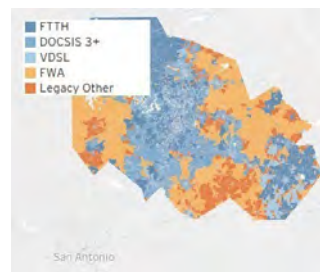 FTTH
DOCSIS 3+
VDSL
FWA
Legacy Other
San Antonio